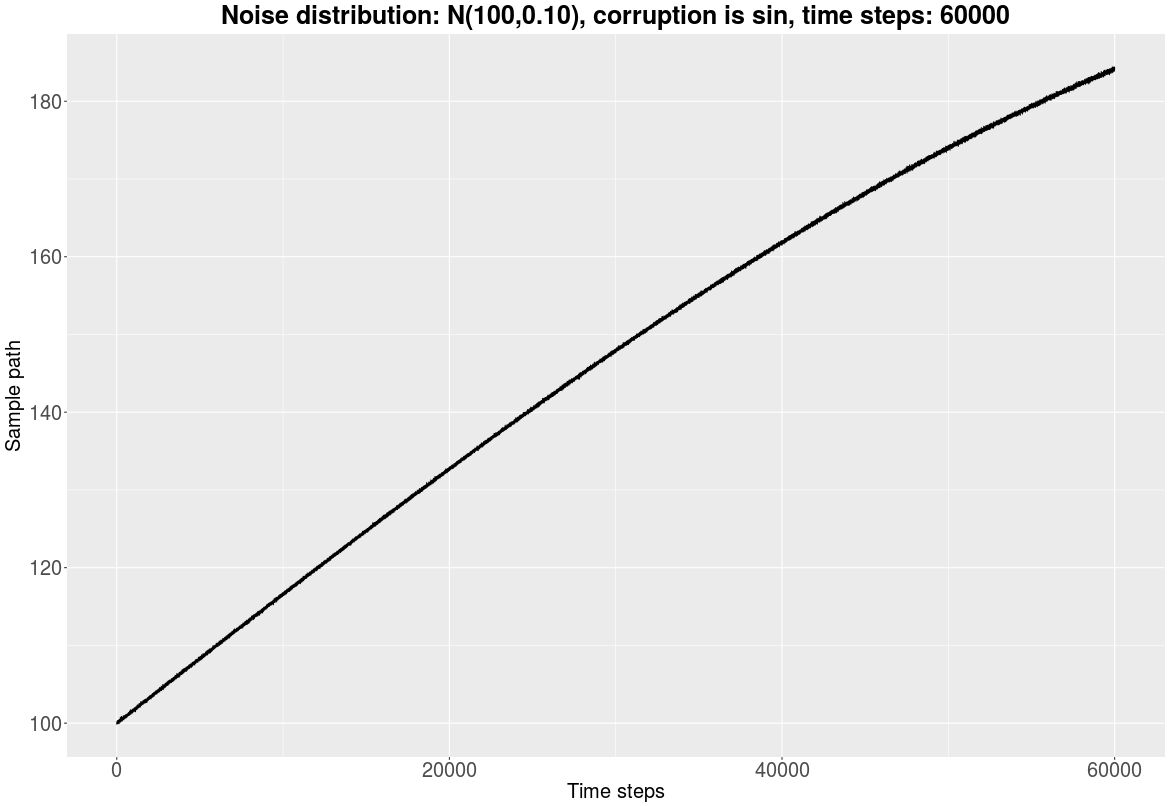 Noise distribution: N(100,0.10), corruption is sin, time steps: 60000
Sample path
180
160
140
120
100
0 20000 40000 60000
Time steps